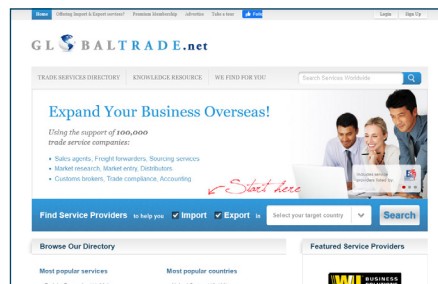 Home Offering Import & Export services? Premium Membership Advertise Take a tour Login Sign Up
GLOBALTRADE.net
TRADE SERVICES DIRECTORY KNOWLEDGE RESOURCE WE FIND FOR YOU Search Services Worldwide
Expand Your Business Overseas!
Using the support of 100,000
trade service companies:
Sales agents, Freight forwarders, Sourcing services
Market research, Market entry, Distributors
Customs brokers, Trade compliance, Accounting
Start here
Find Service Providers to help you Import Export in Select your target country Search
Browse Our Directory Featured Service Providers
Most popular services Most popular countries
WU BUSINESS